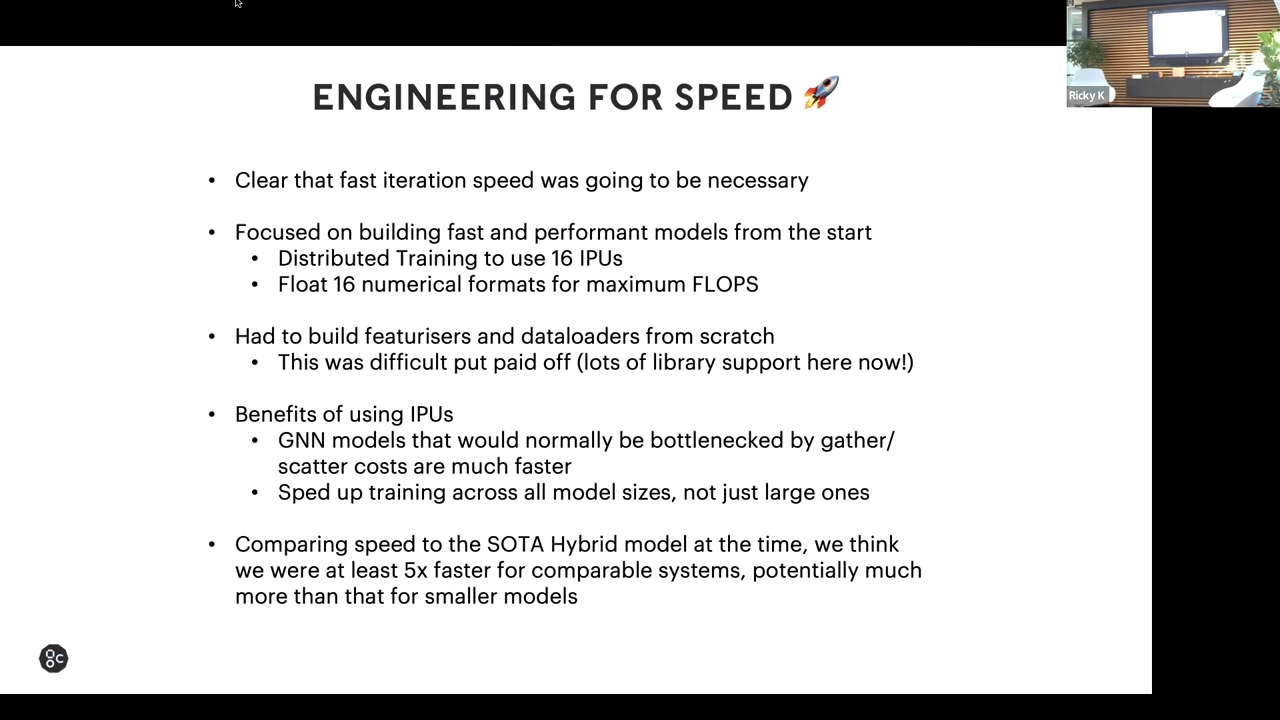 Ricky K
ENGINEERING FOR SPEED 🚀
• Clear that fast iteration speed was going to be necessary
• Focused on building fast and performant models from the start
• Distributed Training to use 16 IPUs
• Float 16 numerical formats for maximum FLOPS
• Had to build featurisers and dataloaders from scratch
• This was difficult put paid off (lots of library support here now!)
• Benefits of using IPUs
• GNN models that would normally be bottlenecked by gather/
scatter costs are much faster
• Sped up training across all model sizes, not just large ones
• Comparing speed to the SOTA Hybrid model at the time, we think
we were at least 5x faster for comparable systems, potentially much
more than that for smaller models
gc